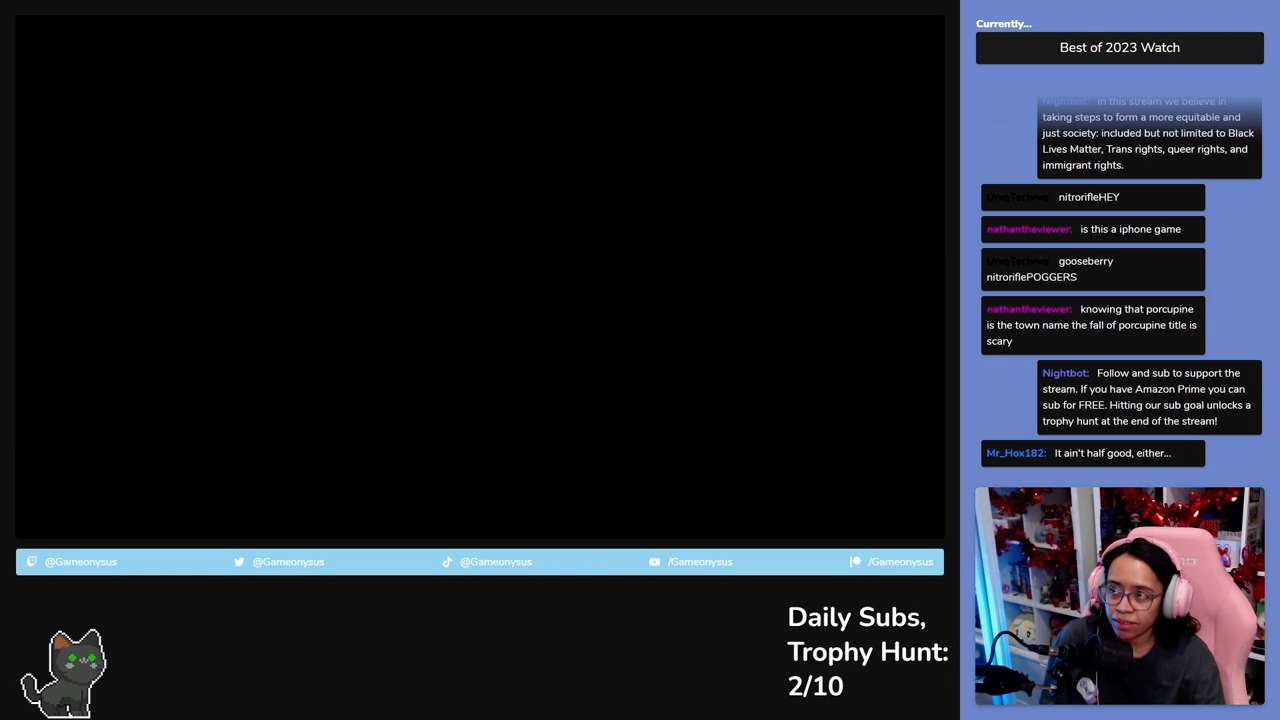 Currently...
Best of 2023 Watch
Nightbot: In this stream we believe in
taking steps to form a more equitable and
just society: included but not limited to Black
Lives Matter, Trans rights, queer rights, and
immigrant rights.
UniqTechniq: nitrorifleHEY
nathantheviewer: is this a iphone game
UniqTechniq: gooseberry
nitroriflePOGGERS
nathantheviewer: knowing that porcupine
is the town name the fall of porcupine title is
scary
Nightbot: Follow and sub to support the
stream. If you have Amazon Prime you can
sub for FREE. Hitting our sub goal unlocks a
trophy hunt at the end of the stream!
Mr_Hox182: It ain't half good, either...
@Gameonysus @Gameonysus @Gameonysus /Gameonysus /Gameonysus
Daily Subs,
Trophy Hunt:
2/10